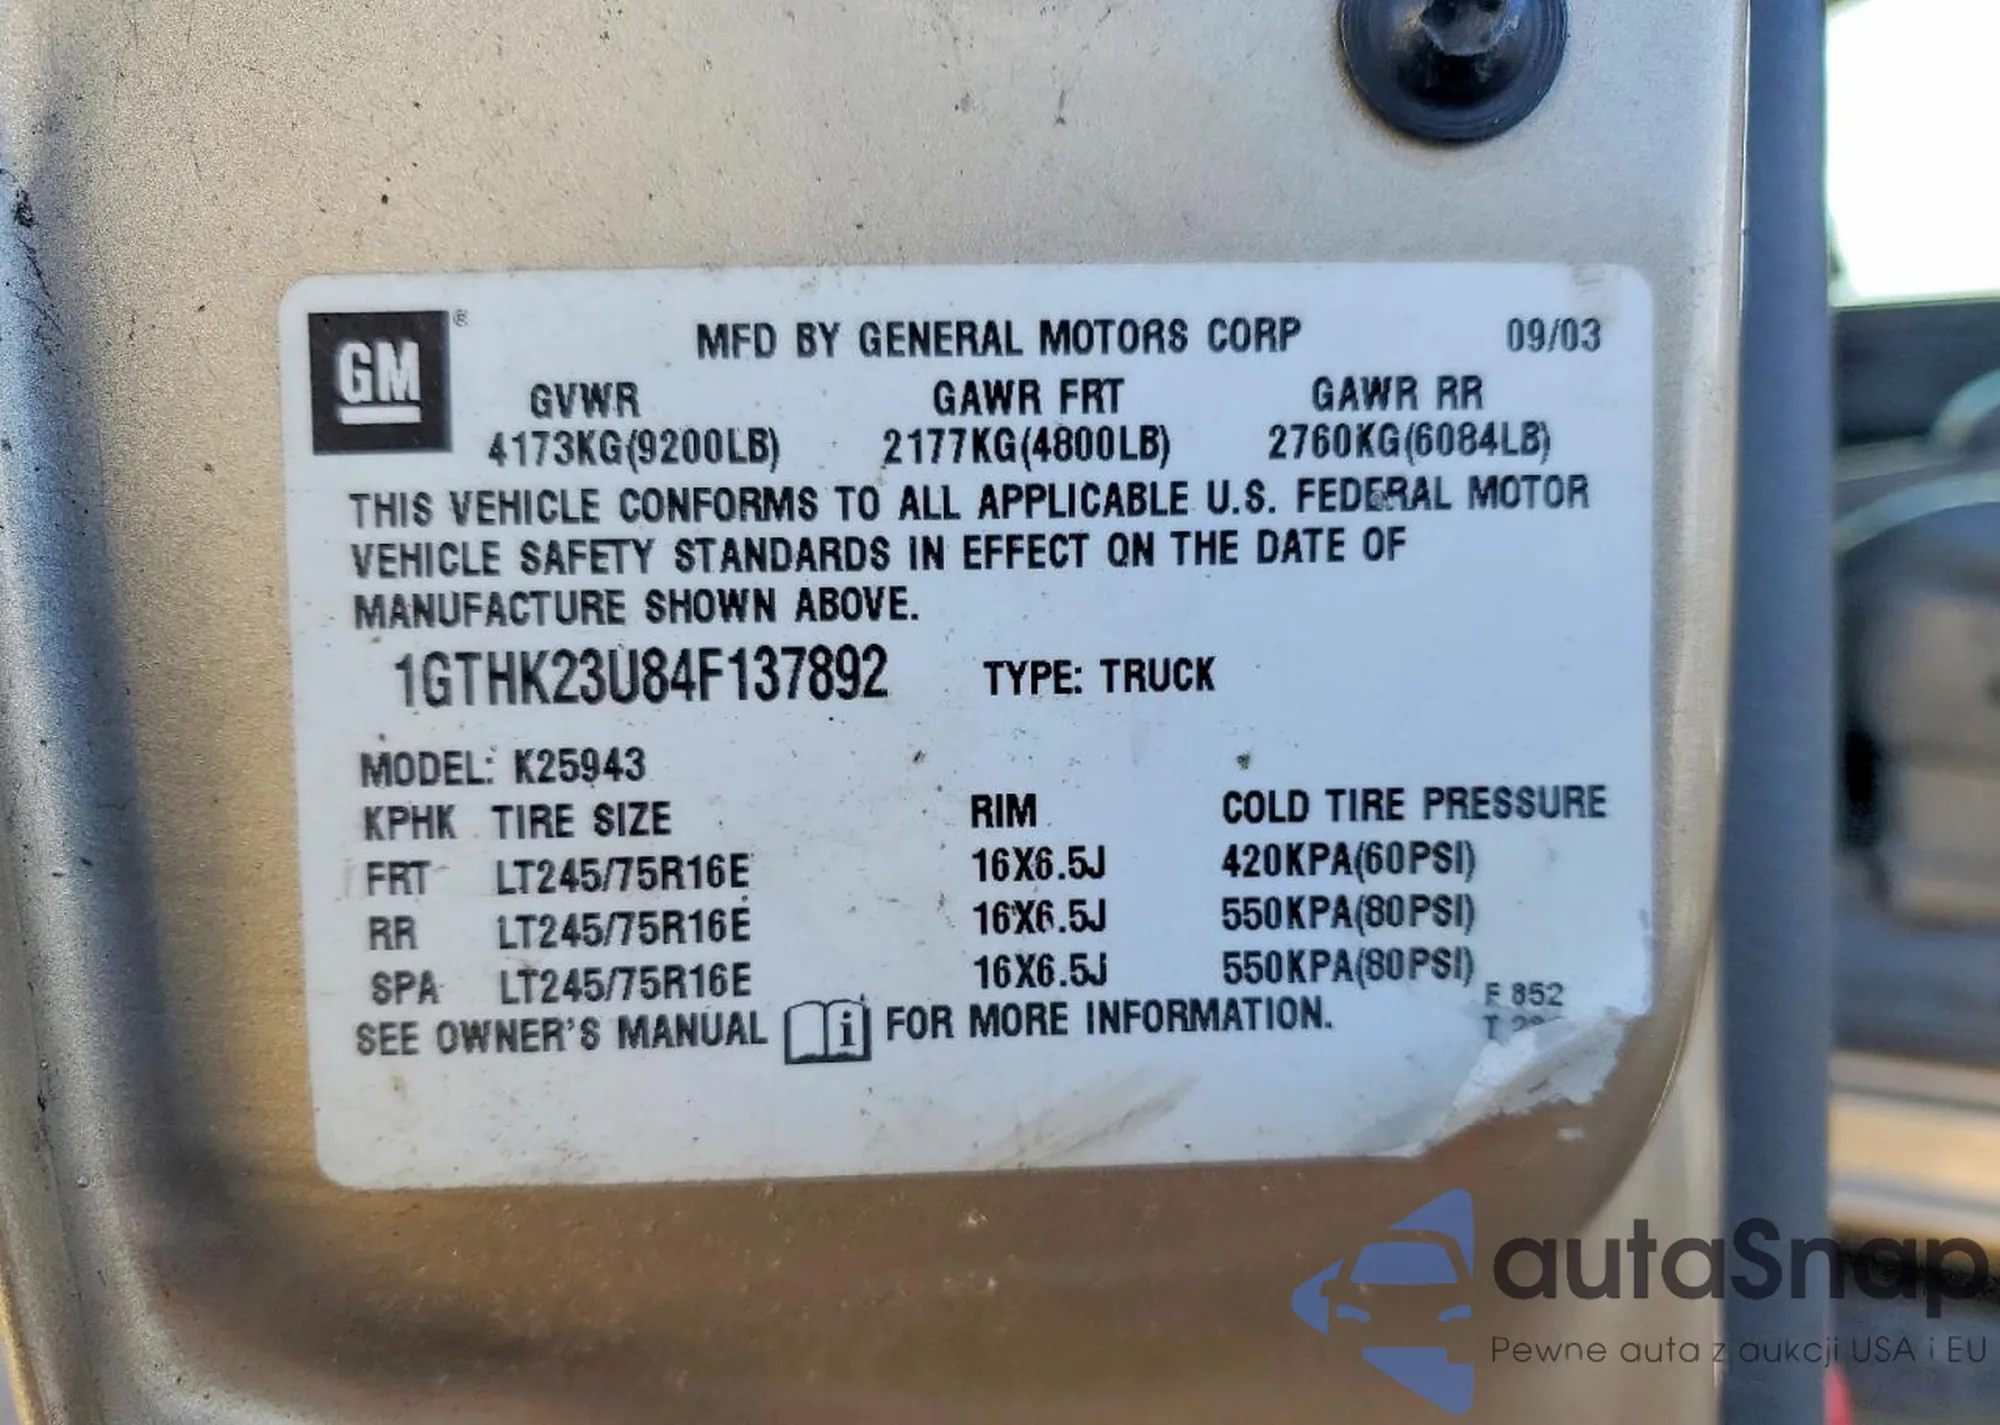 GM ®
MFD BY GENERAL MOTORS CORP 09/03
GVWR GAWR FRT GAWR RR
4173KG(9200LB) 2177KG(4800LB) 2760KG(6084LB)
THIS VEHICLE CONFORMS TO ALL APPLICABLE U.S. FEDERAL MOTOR
VEHICLE SAFETY STANDARDS IN EFFECT ON THE DATE OF
MANUFACTURE SHOWN ABOVE.
1GTHK23U84F137892 TYPE: TRUCK
MODEL: K25943
KPHK TIRE SIZE RIM COLD TIRE PRESSURE
FRT LT245/75R16E 16X6.5J 420KPA(60PSI)
RR LT245/75R16E 16X6.5J 550KPA(80PSI)
SPA LT245/75R16E 16X6.5J 550KPA(80PSI)
F 852
T
SEE OWNER'S MANUAL i FOR MORE INFORMATION.
autaSnap
Pewne auta z aukcji USA i EU